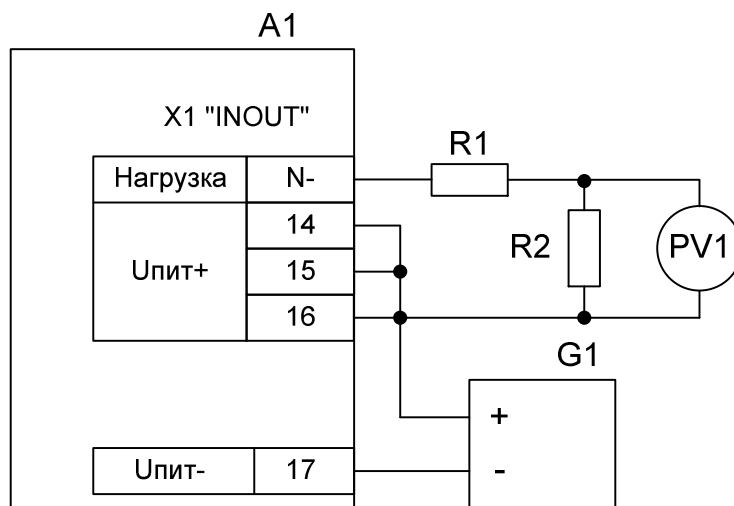 A1
X1 "INOUT"
R1
Нагрузка N-
14
R2 PV1
Uпит+ 15
16
G1
+
Uпит- 17 -